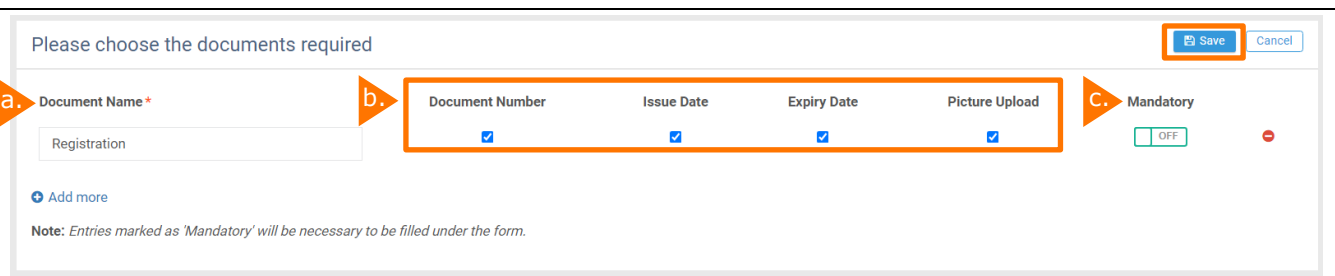 Please choose the documents required
Save
Cancel
a.
Document Name *
b.
Document Number
Issue Date
Expiry Date
Picture Upload
c.
Mandatory
Registration
OFF
Add more
Note: Entries marked as 'Mandatory' will be necessary to be filled under the form.